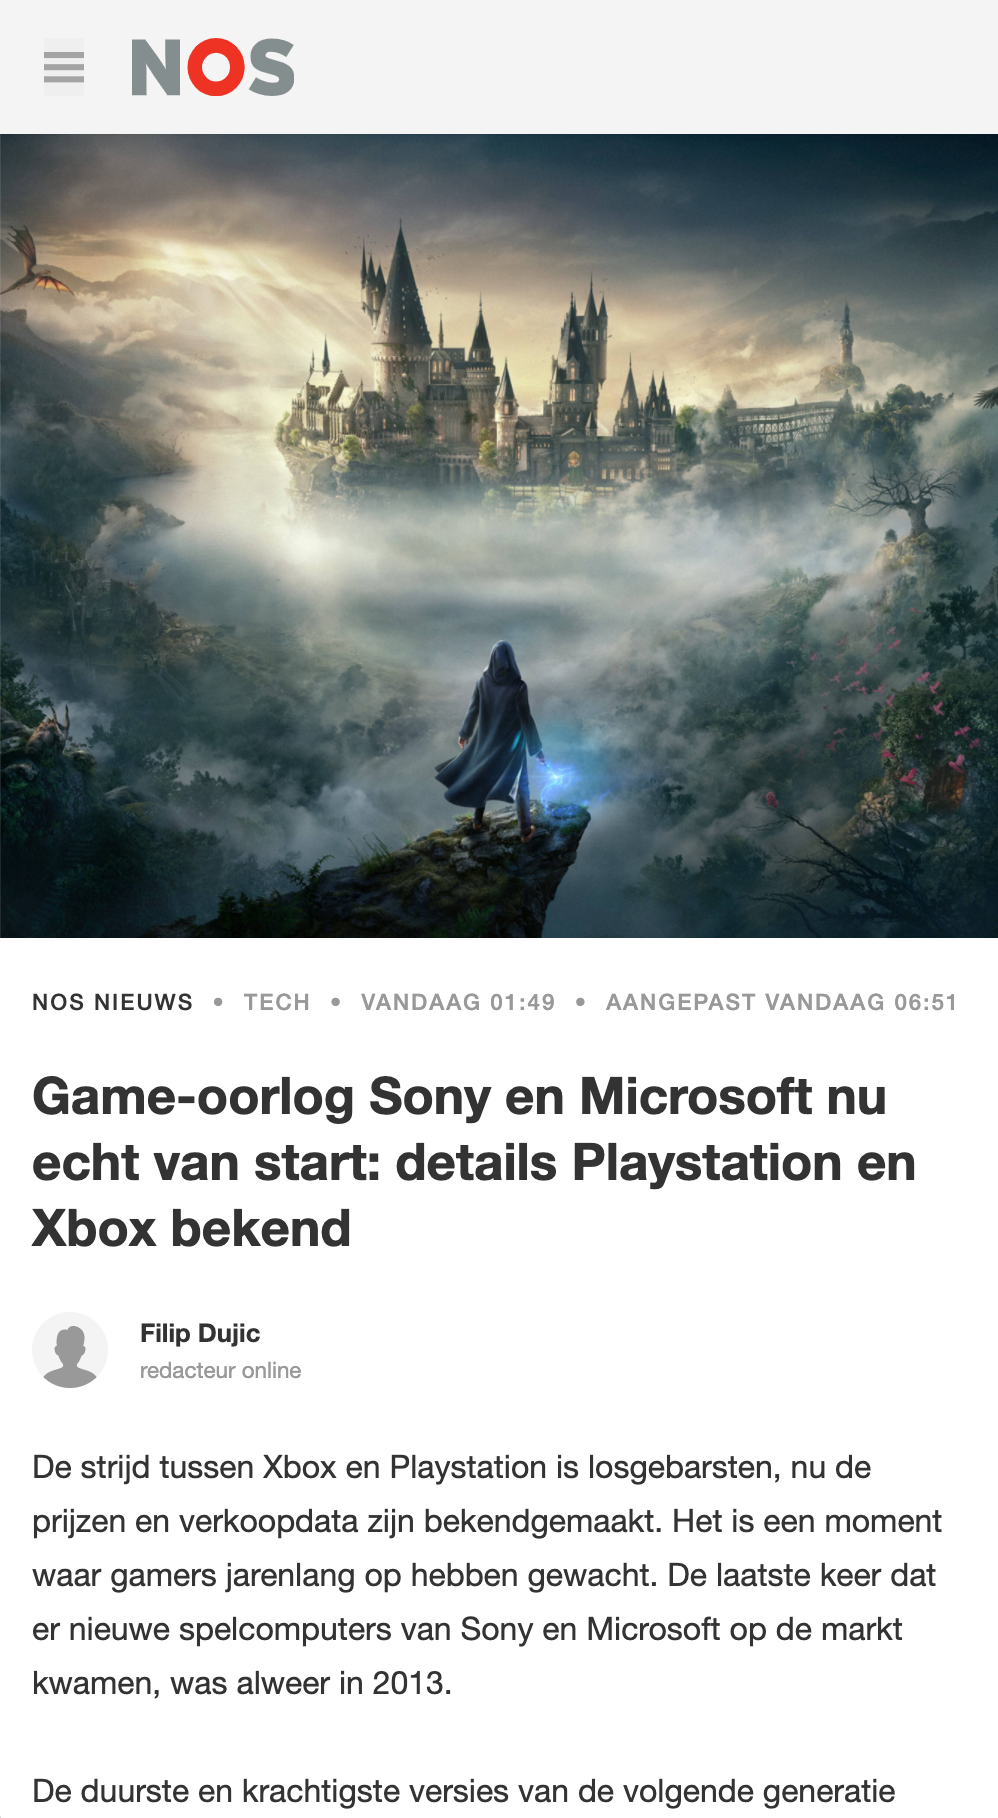 NOS
NOS NIEUWS • TECH • VANDAAG 01:49 • AANGEPAST VANDAAG 06:51
Game-oorlog Sony en Microsoft nu
echt van start: details Playstation en
Xbox bekend
Filip Dujic
redacteur online
De strijd tussen Xbox en Playstation is losgebarsten, nu de
prijzen en verkoopdata zijn bekendgemaakt. Het is een moment
waar gamers jarenlang op hebben gewacht. De laatste keer dat
er nieuwe spelcomputers van Sony en Microsoft op de markt
kwamen, was alweer in 2013.
De duurste en krachtigste versies van de volgende generatie